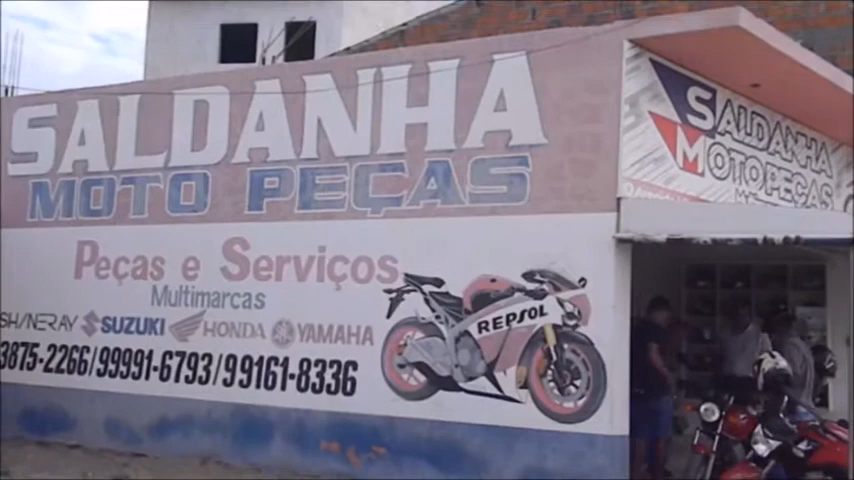 SALDANHA
MOTO PEÇAS
Peças e Serviços
Multimarcas
SHINERAY SUZUKI HONDA YAMAHA
3875-2266/99991-6793/99161-8336
REPSOL
SM
SALDANHA
MOTOPEÇAS